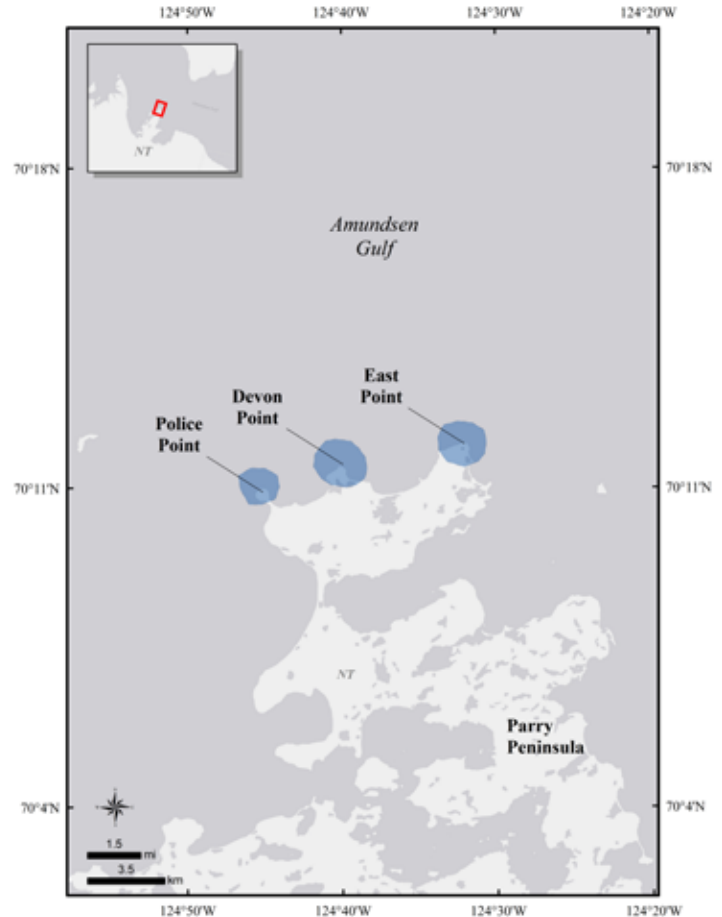 124°50'W
124°40'W
124°30'W
124°20'W
NT
70°18'N
70°18'N
Amundsen
Gulf
East
Point
Devon
Point
Police
Point
70°11'N
70°11'N
NT
Parry
Peninsula
70°4'N
70°4'N
1.5
mi
3.5
km
124°50'W
124°40'W
124°30'W
124°20'W